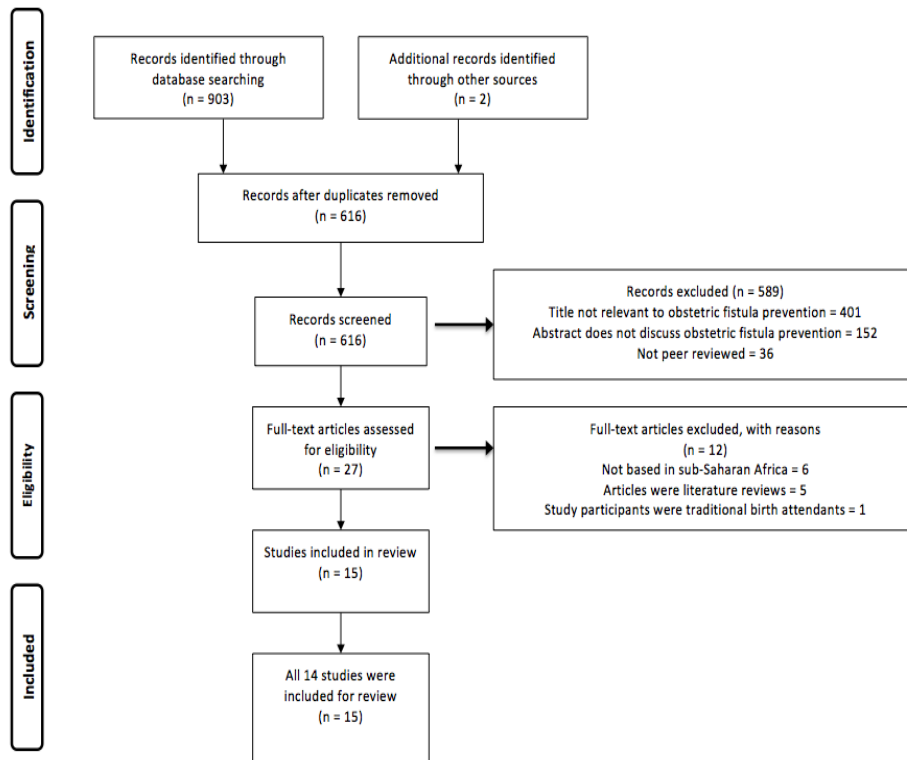 Identification
Records identified through
database searching
(n = 903)
Additional records identified
through other sources
(n = 2)
Records after duplicates removed
(n = 616)
Screening
Records screened
(n = 616)
Records excluded (n = 589)
Title not relevant to obstetric fistula prevention = 401
Abstract does not discuss obstetric fistula prevention = 152
Not peer reviewed = 36
Eligibility
Full-text articles assessed
for eligibility
(n = 27)
Full-text articles excluded, with reasons
(n = 12)
Not based in sub-Saharan Africa = 6
Articles were literature reviews = 5
Study participants were traditional birth attendants = 1
Studies included in review
(n = 15)
Included
All 14 studies were
included for review
(n = 15)